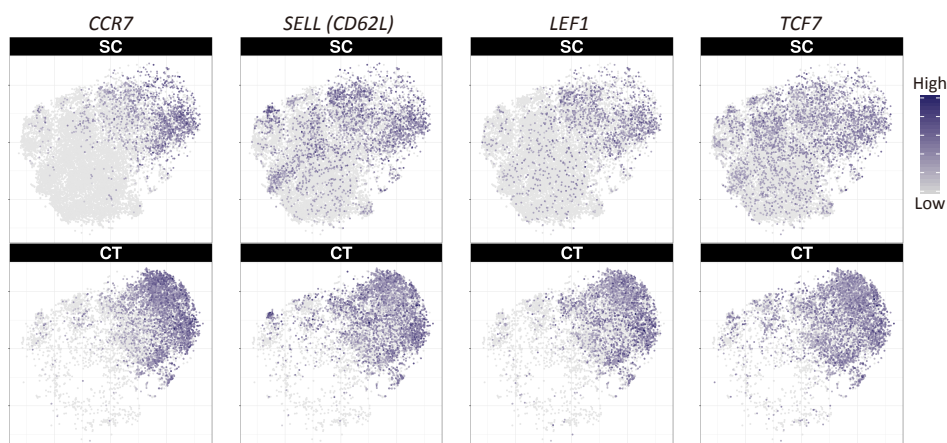 CCR7 SELL (CD62L) LEF1 TCF7
SC SC SC SC
High
Low
CT CT CT CT